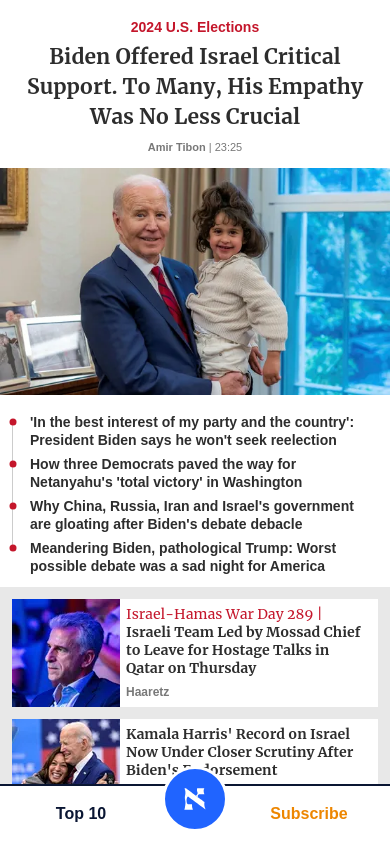 2024 U.S. Elections
Biden Offered Israel Critical
Support. To Many, His Empathy
Was No Less Crucial
Amir Tibon | 23:25
'In the best interest of my party and the country':
President Biden says he won't seek reelection
How three Democrats paved the way for
Netanyahu's 'total victory' in Washington
Why China, Russia, Iran and Israel's government
are gloating after Biden's debate debacle
Meandering Biden, pathological Trump: Worst
possible debate was a sad night for America
Israel-Hamas War Day 289 |
Israeli Team Led by Mossad Chief
to Leave for Hostage Talks in
Qatar on Thursday
Haaretz
Kamala Harris' Record on Israel
Now Under Closer Scrutiny After
Biden's Endorsement
Top 10
Subscribe